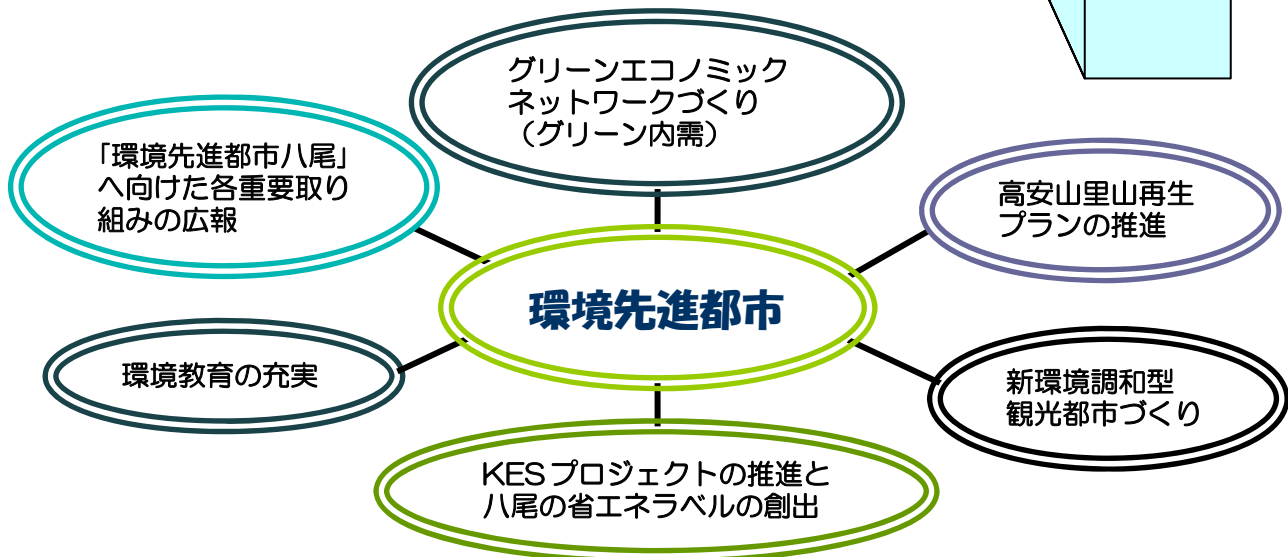 グリーンエコノミック
ネットワークづくり
（グリーン内需）
「環境先進都市八尾」
へ向けた各重要取り
組みの広報
高安山里山再生
プランの推進
環境先進都市
環境教育の充実
新環境調和型
観光都市づくり
KESプロジェクトの推進と
八尾の省エネラベルの創出